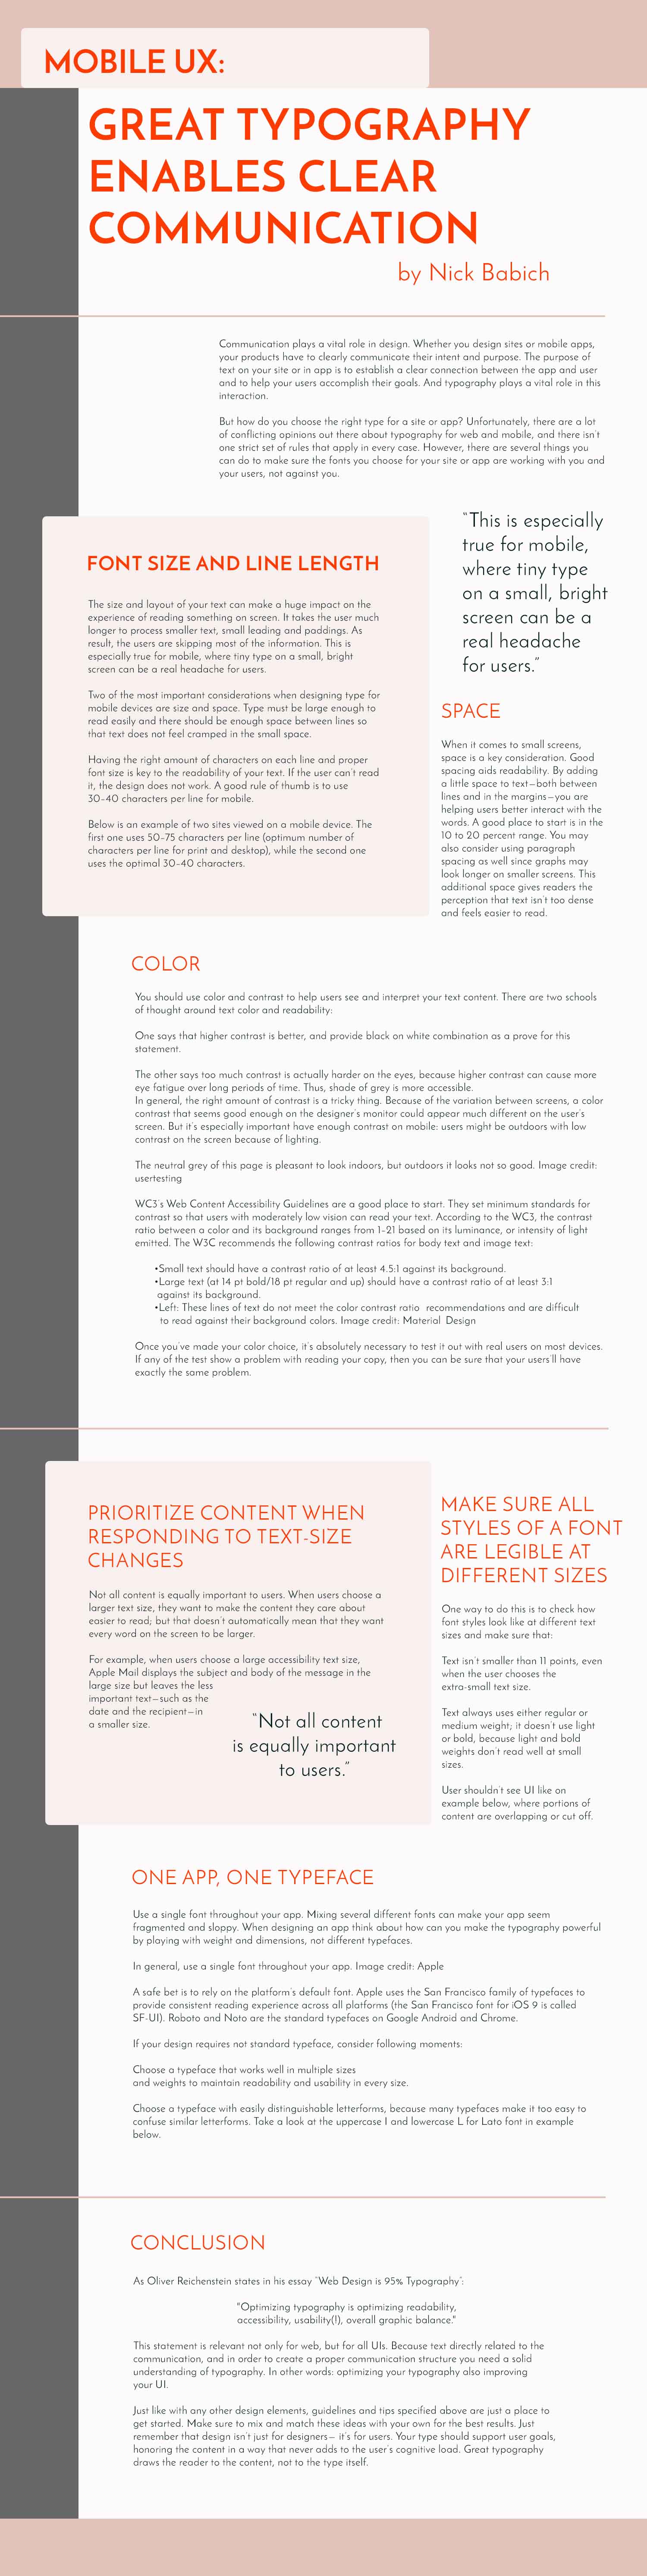 MOBILE UX:
GREAT TYPOGRAPHY
ENABLES CLEAR
COMMUNICATION
by Nick Babich
Communication plays a vital role in design. Whether you design sites or mobile apps,
your products have to clearly communicate their intent and purpose. The purpose of
text on your site or in app is to establish a clear connection between the app and user
and to help your users accomplish their goals. And typography plays a vital role in this
interaction.
But how do you choose the right type for a site or app? Unfortunately, there are a lot
of conflicting opinions out there about typography for web and mobile, and there isn't
one strict set of rules that apply in every case. However, there are several things you
can do to make sure the fonts you choose for your site or app are working with you and
your users, not against you.
FONT SIZE AND LINE LENGTH
The size and layout of your text can make a huge impact on the
experience of reading something on screen. It takes the user much
longer to process smaller text, small leading and paddings. As
result, the users are skipping most of the information. This is
especially true for mobile, where tiny type on a small, bright
screen can be a real headache for users.
Two of the most important considerations when designing type for
mobile devices are size and space. Type must be large enough to
read easily and there should be enough space between lines so
that text does not feel cramped in the small space.
Having the right amount of characters on each line and proper
font size is key to the readability of your text. If the user can't read
it, the design does not work. A good rule of thumb is to use
30–40 characters per line for mobile.
Below is an example of two sites viewed on a mobile device. The
first one uses 50–75 characters per line (optimum number of
characters per line for print and desktop), while the second one
uses the optimal 30–40 characters.
"This is especially
true for mobile,
where tiny type
on a small, bright
screen can be a
real headache
for users."
SPACE
When it comes to small screens,
space is a key consideration. Good
spacing aids readability. By adding
a little space to text—both between
lines and in the margins—you are
helping users better interact with the
words. A good place to start is in the
10 to 20 percent range. You may
also consider using paragraph
spacing as well since graphs may
look longer on smaller screens. This
additional space gives readers the
perception that text isn't too dense
and feels easier to read.
COLOR
You should use color and contrast to help users see and interpret your text content. There are two schools
of thought around text color and readability:
One says that higher contrast is better, and provide black on white combination as a prove for this
statement.
The other says too much contrast is actually harder on the eyes, because higher contrast can cause more
eye fatigue over long periods of time. Thus, shade of grey is more accessible.
In general, the right amount of contrast is a tricky thing. Because of the variation between screens, a color
contrast that seems good enough on the designer's monitor could appear much different on the user's
screen. But it's especially important have enough contrast on mobile: users might be outdoors with low
contrast on the screen because of lighting.
The neutral grey of this page is pleasant to look indoors, but outdoors it looks not so good. Image credit:
usertesting
WC3's Web Content Accessibility Guidelines are a good place to start. They set minimum standards for
contrast so that users with moderately low vision can read your text. According to the WC3, the contrast
ratio between a color and its background ranges from 1–21 based on its luminance, or intensity of light
emitted. The W3C recommends the following contrast ratios for body text and image text:
•Small text should have a contrast ratio of at least 4.5:1 against its background.
•Large text (at 14 pt bold/18 pt regular and up) should have a contrast ratio of at least 3:1
against its background.
•Left: These lines of text do not meet the color contrast ratio recommendations and are difficult
to read against their background colors. Image credit: Material Design
Once you've made your color choice, it's absolutely necessary to test it out with real users on most devices.
If any of the test show a problem with reading your copy, then you can be sure that your users'll have
exactly the same problem.
PRIORITIZE CONTENT WHEN
RESPONDING TO TEXT-SIZE
CHANGES
Not all content is equally important to users. When users choose a
larger text size, they want to make the content they care about
easier to read; but that doesn't automatically mean that they want
every word on the screen to be larger.
For example, when users choose a large accessibility text size,
Apple Mail displays the subject and body of the message in the
large size but leaves the less
important text—such as the
date and the recipient—in
a smaller size.
"Not all content
is equally important
to users."
MAKE SURE ALL
STYLES OF A FONT
ARE LEGIBLE AT
DIFFERENT SIZES
One way to do this is to check how
font styles look like at different text
sizes and make sure that:
Text isn't smaller than 11 points, even
when the user chooses the
extra-small text size.
Text always uses either regular or
medium weight; it doesn't use light
or bold, because light and bold
weights don't read well at small
sizes.
User shouldn't see UI like on
example below, where portions of
content are overlapping or cut off.
ONE APP, ONE TYPEFACE
Use a single font throughout your app. Mixing several different fonts can make your app seem
fragmented and sloppy. When designing an app think about how can you make the typography powerful
by playing with weight and dimensions, not different typefaces.
In general, use a single font throughout your app. Image credit: Apple
A safe bet is to rely on the platform's default font. Apple uses the San Francisco family of typefaces to
provide consistent reading experience across all platforms (the San Francisco font for iOS 9 is called
SF-UI). Roboto and Noto are the standard typefaces on Google Android and Chrome.
If your design requires not standard typeface, consider following moments:
Choose a typeface that works well in multiple sizes
and weights to maintain readability and usability in every size.
Choose a typeface with easily distinguishable letterforms, because many typefaces make it too easy to
confuse similar letterforms. Take a look at the uppercase I and lowercase L for Lato font in example
below.
CONCLUSION
As Oliver Reichenstein states in his essay "Web Design is 95% Typography":
"Optimizing typography is optimizing readability,
accessibility, usability(!), overall graphic balance."
This statement is relevant not only for web, but for all UIs. Because text directly related to the
communication, and in order to create a proper communication structure you need a solid
understanding of typography. In other words: optimizing your typography also improving
your UI.
Just like with any other design elements, guidelines and tips specified above are just a place to
get started. Make sure to mix and match these ideas with your own for the best results. Just
remember that design isn't just for designers— it's for users. Your type should support user goals,
honoring the content in a way that never adds to the user's cognitive load. Great typography
draws the reader to the content, not to the type itself.